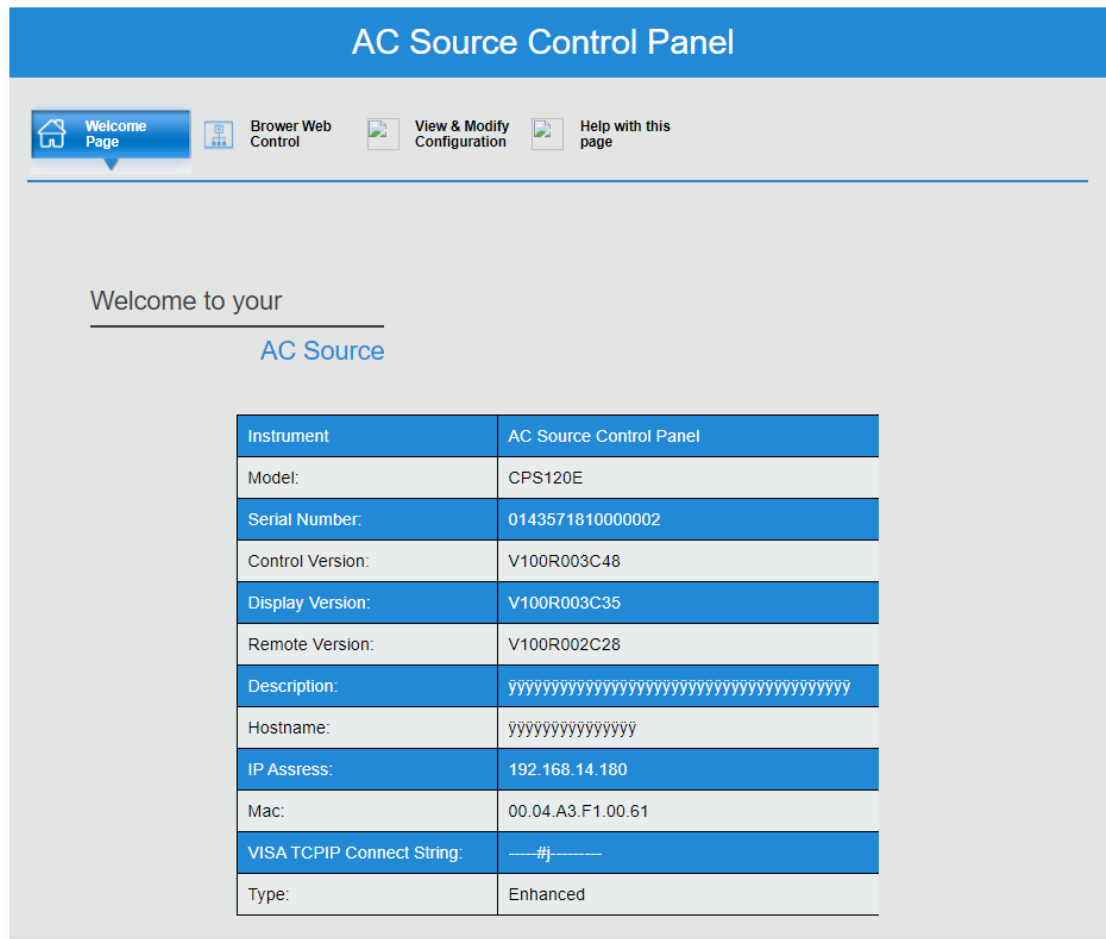 AC Source Control Panel
Welcome
Page
Brower Web
Control
View & Modify
Configuration
Help with this
page
Welcome to your
AC Source
Instrument AC Source Control Panel
Model: CPS120E
Serial Number: 0143571810000002
Control Version: V100R003C48
Display Version: V100R003C35
Remote Version: V100R002C28
Description: ÿÿÿÿÿÿÿÿÿÿÿÿÿÿÿÿÿÿÿÿÿÿÿÿÿÿÿÿÿÿÿÿÿÿÿÿÿÿÿÿ
Hostname: ÿÿÿÿÿÿÿÿÿÿÿÿÿÿÿ
IP Assress: 192.168.14.180
Mac: 00.04.A3.F1.00.61
VISA TCPIP Connect String: -----#j---------
Type: Enhanced